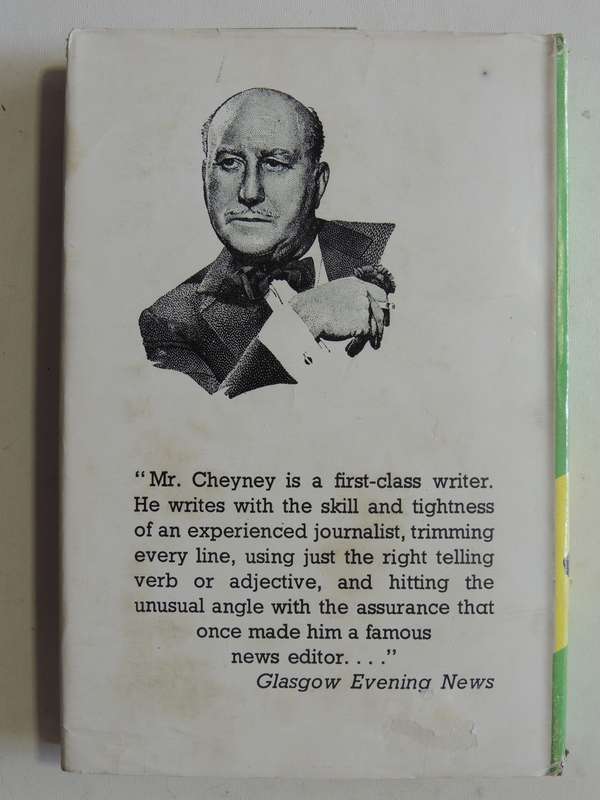 “Mr. Cheyney is a first-class writer.
He writes with the skill and tightness
of an experienced journalist, trimming
every line, using just the right telling
verb or adjective, and hitting the
unusual angle with the assurance that
once made him a famous
news editor. . . .”
Glasgow Evening News